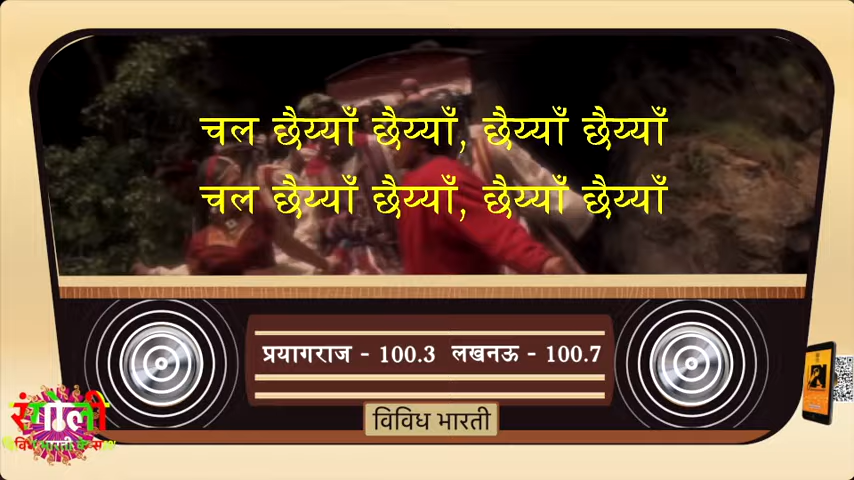 चल छैय्याँ छैय्याँ, छैय्याँ छैय्याँ
चल छैय्याँ छैय्याँ, छैय्याँ छैय्याँ
प्रयागराज - 100.3 लखनऊ - 100.7
विविध भारती
रंगोली